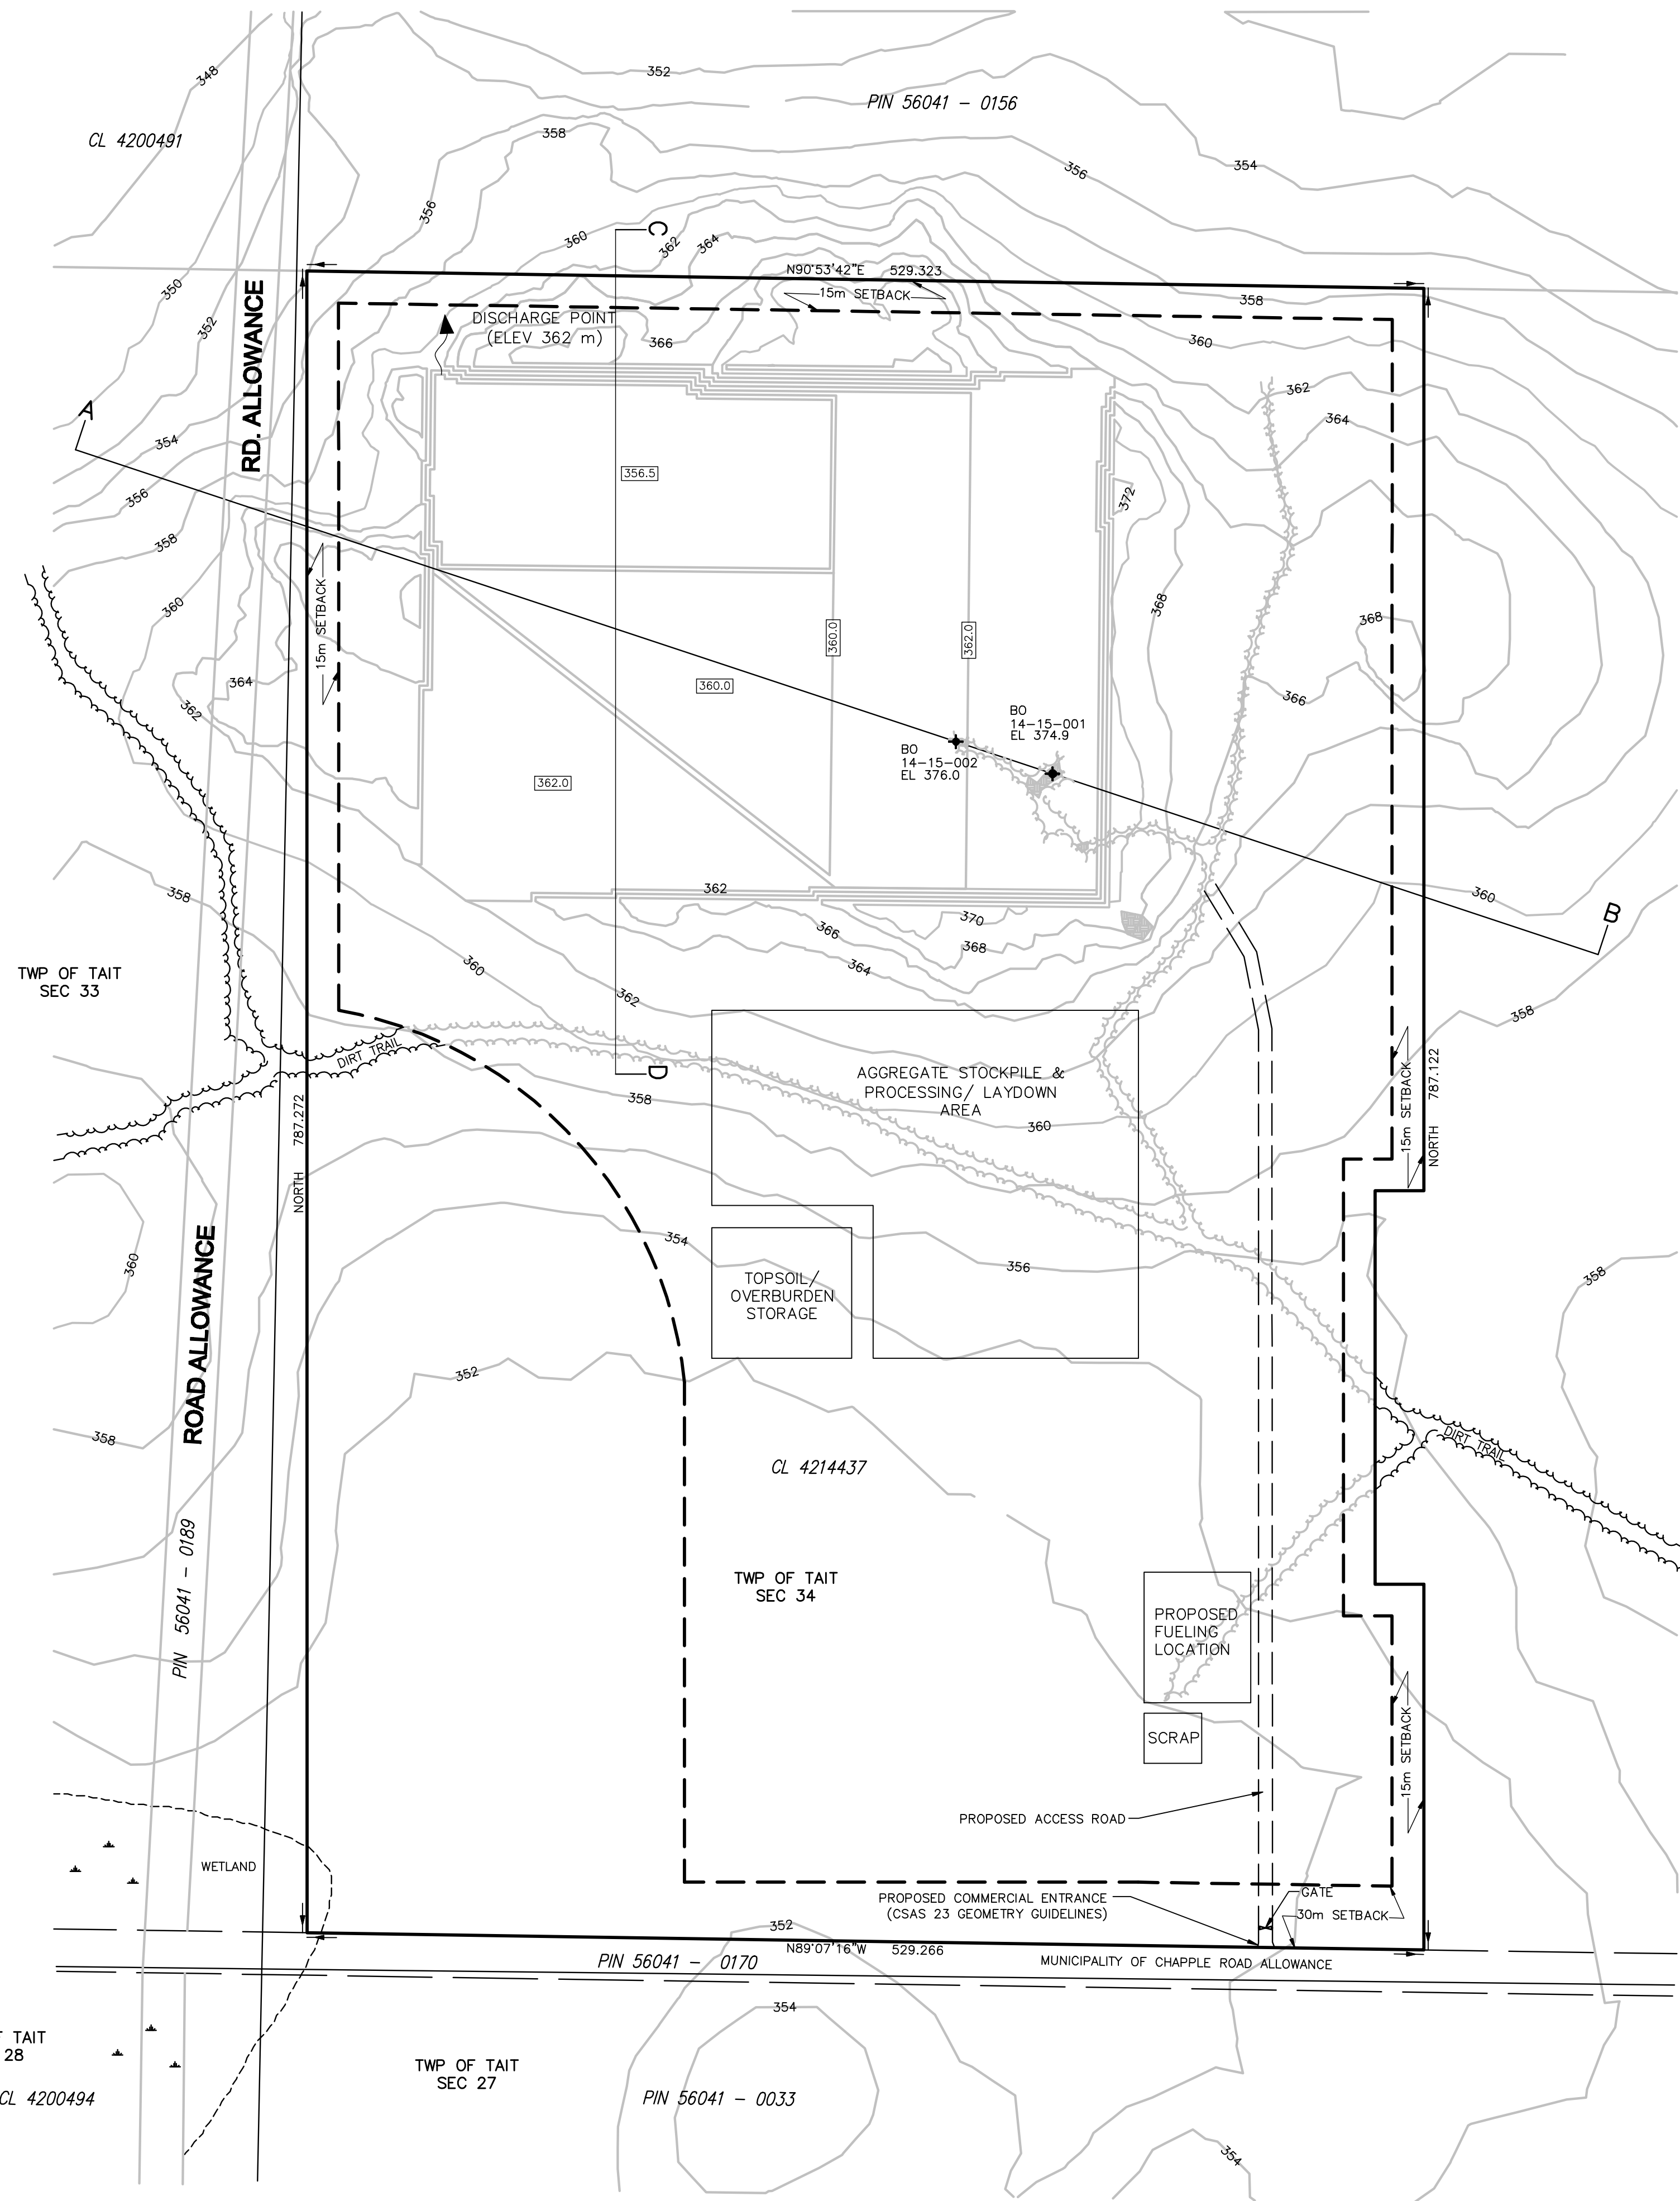 348
352
PIN 56041 - 0156
CL 4200491
358
354
356
356
360
362
364
C
350
352
RD. ALLOWANCE
N90°53'42"E 529.323
15m SETBACK
358
DISCHARGE POINT
(ELEV 362 m)
366
360
362
364
A
354
356
358
356.5
372
360
15m SETBACK
360.0
362.0
368
368
364
362
360.0
366
BO
14-15-001
EL 374.9
BO
14-15-002
EL 376.0
362.0
358
362
360
B
370
366
368
364
360
362
TWP OF TAIT
SEC 33
358
DIRT TRAIL
D
358
AGGREGATE STOCKPILE &
PROCESSING/ LAYDOWN
AREA
360
15m SETBACK
NORTH 787.122
NORTH 787.272
354
356
360
358
ROAD ALLOWANCE
TOPSOIL/
OVERBURDEN
STORAGE
352
358
DIRT TRAIL
CL 4214437
PIN 56041 - 0189
TWP OF TAIT
SEC 34
PROPOSED
FUELING
LOCATION
SCRAP
15m SETBACK
PROPOSED ACCESS ROAD
WETLAND
PROPOSED COMMERCIAL ENTRANCE
(CSAS 23 GEOMETRY GUIDELINES)
GATE
30m SETBACK
352
N89°07'16"W 529.266
PIN 56041 - 0170
MUNICIPALITY OF CHAPPLE ROAD ALLOWANCE
354
TAIT
28
CL 4200494
TWP OF TAIT
SEC 27
PIN 56041 - 0033
354